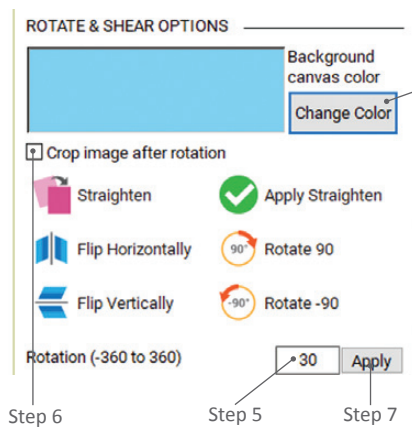 ROTATE & SHEAR OPTIONS
Background
canvas color
Change Color
Crop image after rotation
Straighten
Apply Straighten
Flip Horizontally
90°
Rotate 90
Flip Vertically
-90°
Rotate -90
Rotation (-360 to 360)
30
Apply
Step 6
Step 5
Step 7